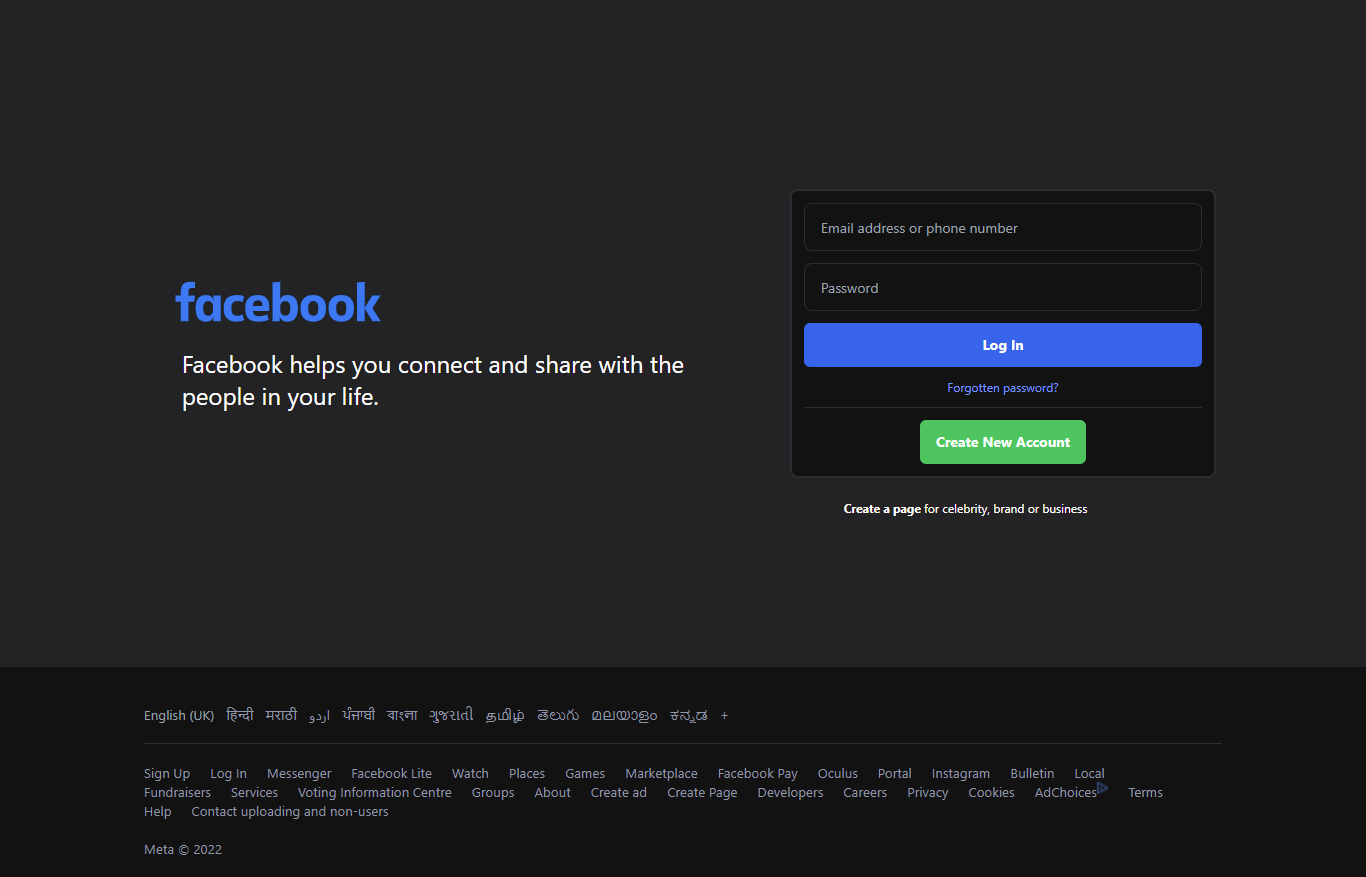 facebook
Facebook helps you connect and share with the
people in your life.
Email address or phone number
Password
Log In
Forgotten password?
Create New Account
Create a page for celebrity, brand or business
English (UK) हिन्दी मराठी اردو ਪੰਜਾਬੀ বাংলা ગુજરાતી தமிழ் తెలుగు മലയാളം ಕನ್ನಡ +
Sign Up Log In Messenger Facebook Lite Watch Places Games Marketplace Facebook Pay Oculus Portal Instagram Bulletin Local
Fundraisers Services Voting Information Centre Groups About Create ad Create Page Developers Careers Privacy Cookies AdChoices Terms
Help Contact uploading and non-users
Meta © 2022